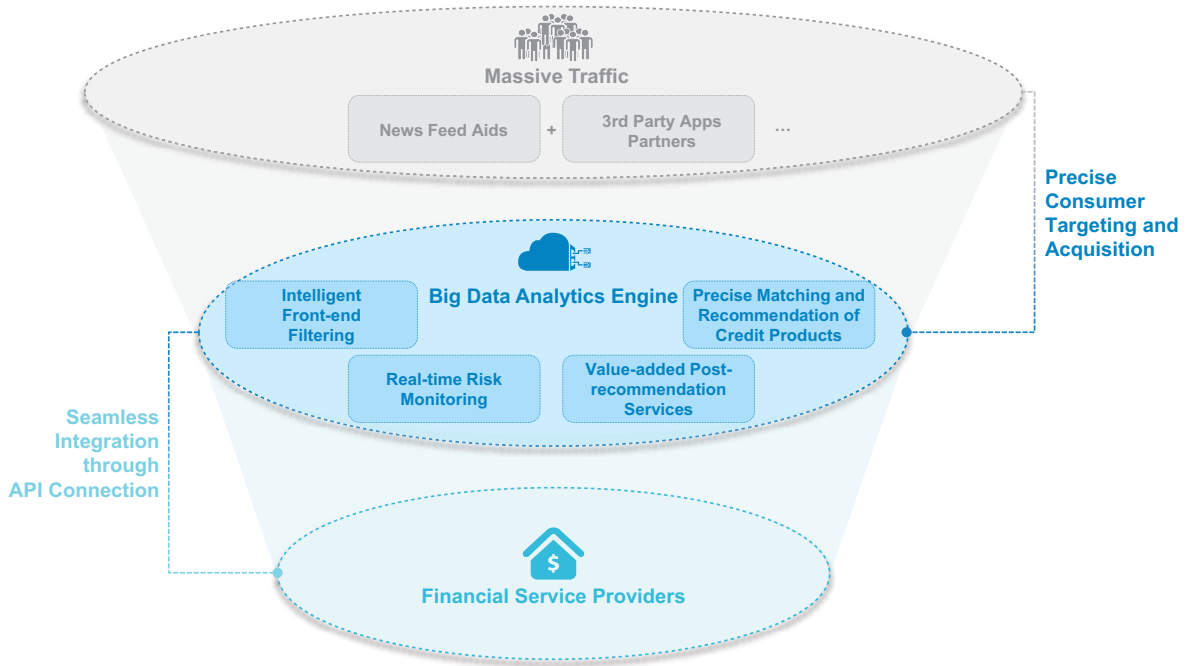 Massive Traffic
News Feed Aids
+
3rd Party Apps
Partners
...
Precise
Consumer
Targeting and
Acquisition
Big Data Analytics Engine
Intelligent
Front-end
Filtering
Precise Matching and
Recommendation of
Credit Products
Real-time Risk
Monitoring
Value-added Post-
recommendation
Services
Seamless
Integration
through
API Connection
$
Financial Service Providers